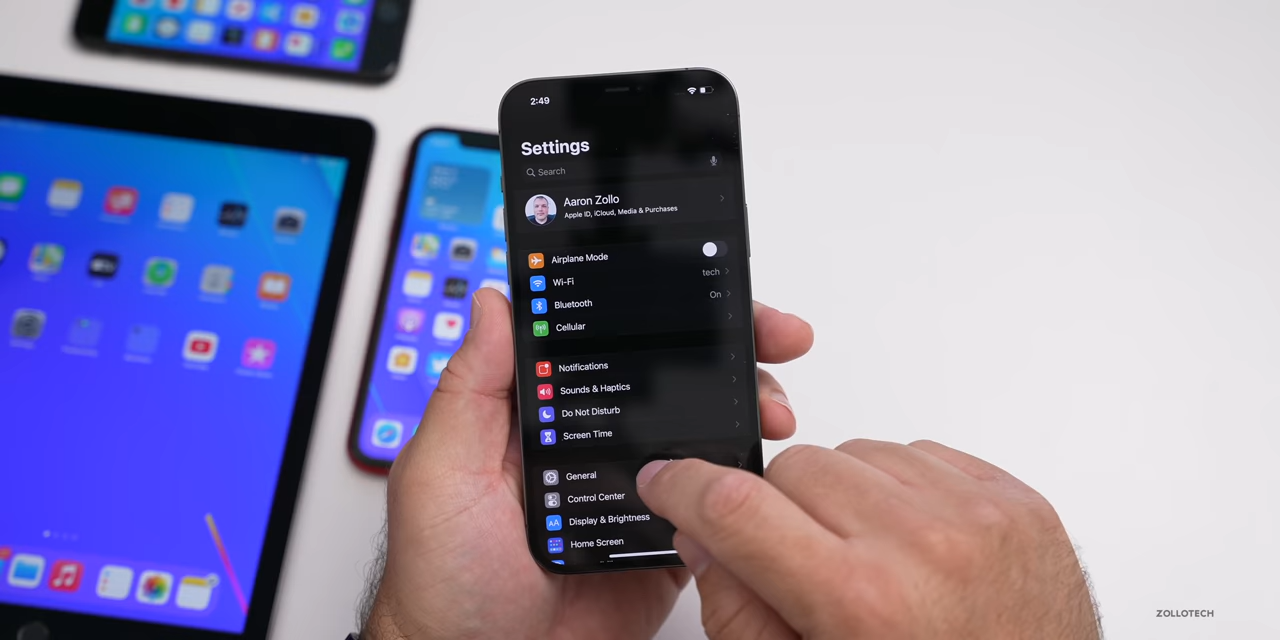 2:49
Settings
Search
Aaron Zollo
Apple ID, iCloud, Media & Purchases
Airplane Mode
Wi-Fi tech
Bluetooth On
Cellular
Notifications
Sounds & Haptics
Do Not Disturb
Screen Time
General
Control Center
AA Display & Brightness
Home Screen
ZOLLOTECH